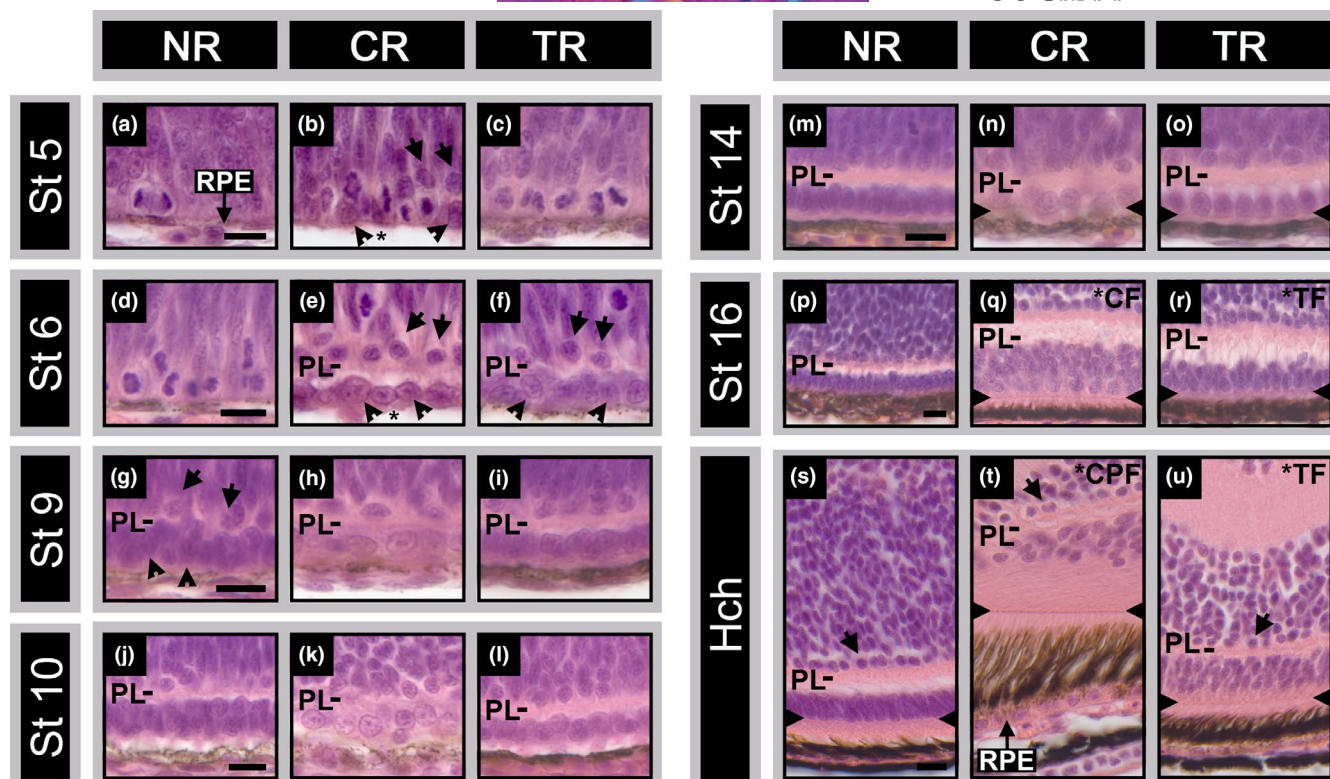 NR CR TR
St 5
(a) (b) (c)
RPE
*
St 6
(d) (e) (f)
PL- PL-
*
St 9
(g) (h) (i)
PL- PL- PL-
St 10
(j) (k) (l)
PL- PL- PL-
NR CR TR
St 14
(m) (n) (o)
PL- PL- PL-
St 16
(p) (q) *CF (r) *TF
PL- PL- PL-
Hch
(s) (t) *CPF (u) *TF
PL- PL- PL-
RPE